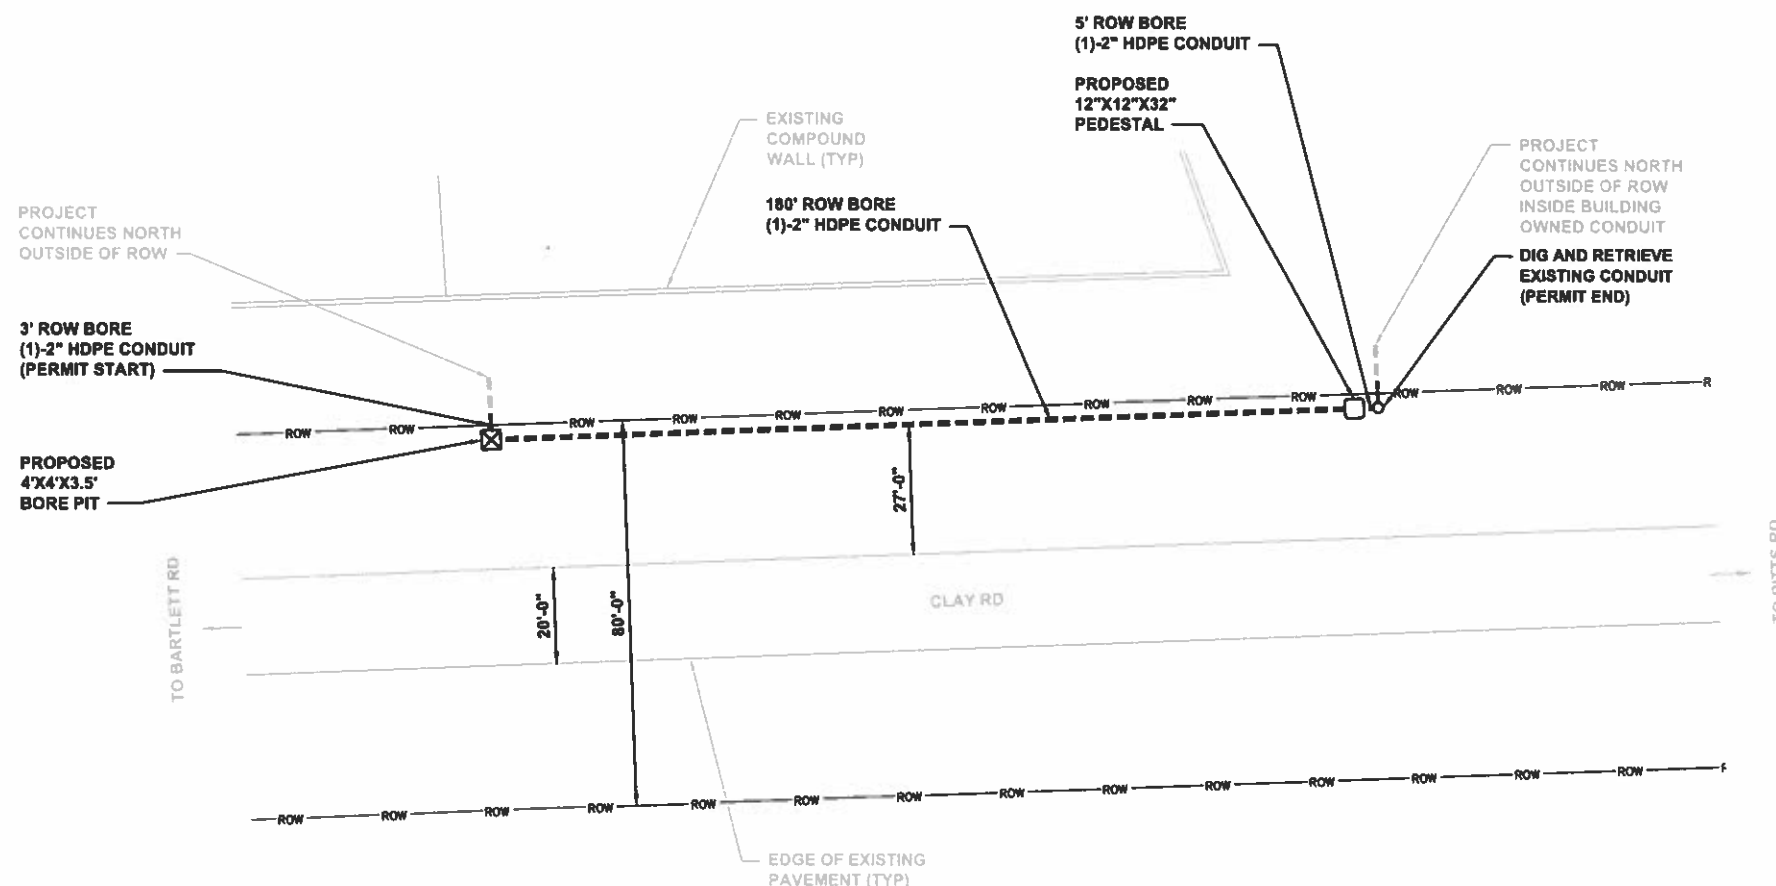 5' ROW BORE
(1)-2" HDPE CONDUIT
PROPOSED
12"X12"X32"
PEDESTAL
EXISTING
COMPOUND
WALL (TYP)
PROJECT
CONTINUES NORTH
OUTSIDE OF ROW
INSIDE BUILDING
OWNED CONDUIT
180' ROW BORE
(1)-2" HDPE CONDUIT
PROJECT
CONTINUES NORTH
OUTSIDE OF ROW
DIG AND RETRIEVE
EXISTING CONDUIT
(PERMIT END)
3' ROW BORE
(1)-2" HDPE CONDUIT
(PERMIT START)
ROW ROW ROW ROW ROW ROW ROW ROW ROW ROW ROW ROW ROW R
PROPOSED
4'X4'X3.5'
BORE PIT
27'-0"
20'-0"
80'-0"
CLAY RD
TO BARTLETT RD
TO PITTS RD
ROW ROW ROW ROW ROW ROW ROW ROW ROW ROW ROW ROW ROW ROW
EDGE OF EXISTING
PAVEMENT (TYP)